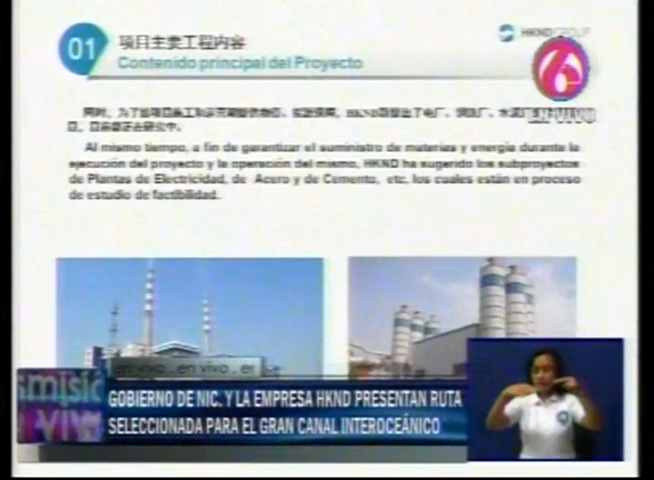 01
项目主要工程内容
Contenido principal del Proyecto
HKND GROUP
6
EN VIVO
Al mismo tiempo, a fin de garantizar el suministro de materias y energía durante la
ejecución del proyecto y la operación del mismo, HKND ha sugerido los subproyectos
de Plantas de Electricidad, de Acero y de Cemento, etc, los cuales están en proceso
de estudio de factibilidad.
en vivo . en vivo . en
GOBIERNO DE NIC. Y LA EMPRESA HKND PRESENTAN RUTA
SELECCIONADA PARA EL GRAN CANAL INTEROCEÁNICO